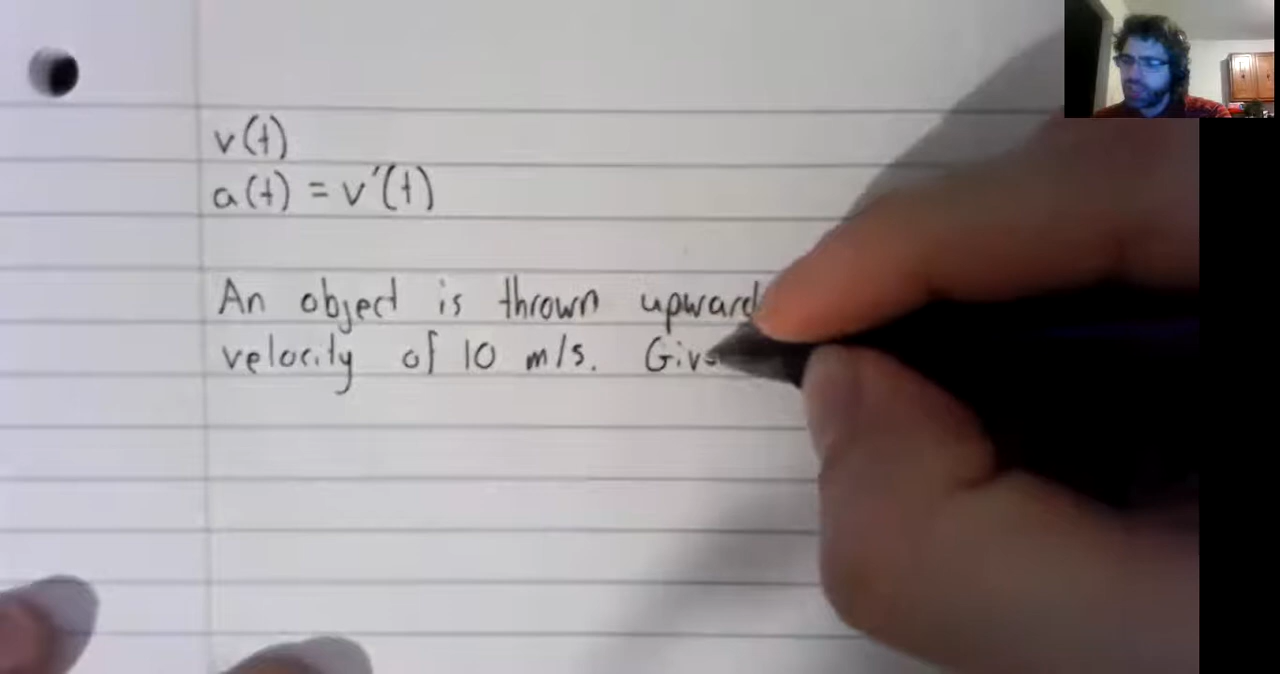 v(t)
a(t) = v'(t)
An object is thrown upward
velocity of 10 m/s.